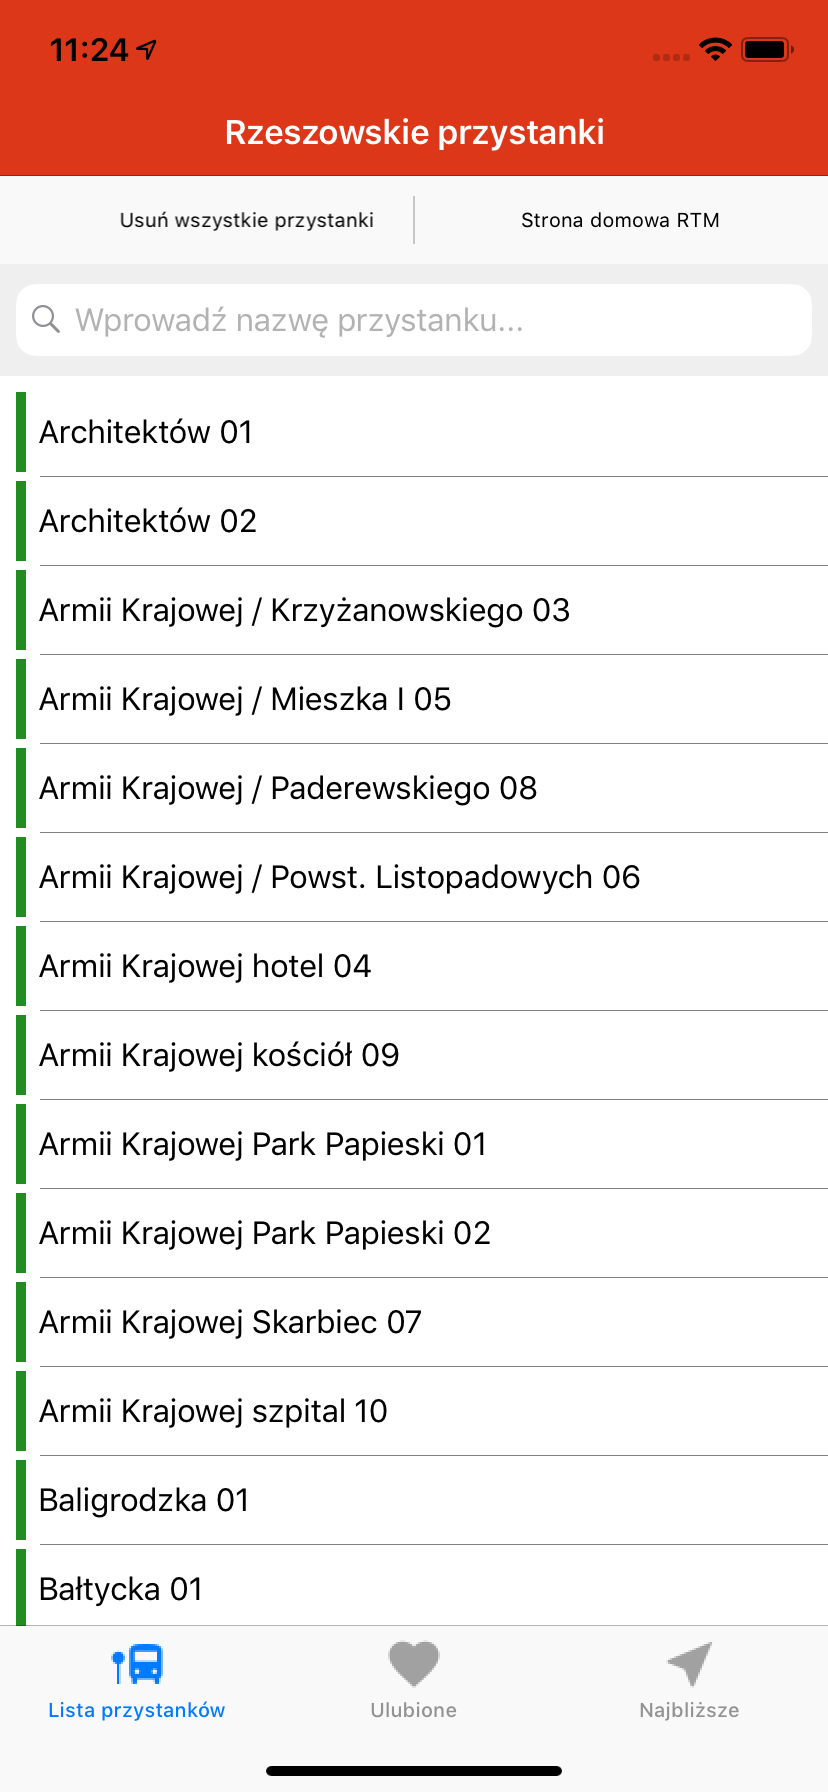 11:24
Rzeszowskie przystanki
Usuń wszystkie przystanki
Strona domowa RTM
Wprowadź nazwę przystanku...
Architektów 01
Architektów 02
Armii Krajowej / Krzyżanowskiego 03
Armii Krajowej / Mieszka I 05
Armii Krajowej / Paderewskiego 08
Armii Krajowej / Powst. Listopadowych 06
Armii Krajowej hotel 04
Armii Krajowej kościół 09
Armii Krajowej Park Papieski 01
Armii Krajowej Park Papieski 02
Armii Krajowej Skarbiec 07
Armii Krajowej szpital 10
Baligrodzka 01
Bałtycka 01
Lista przystanków
Ulubione
Najbliższe